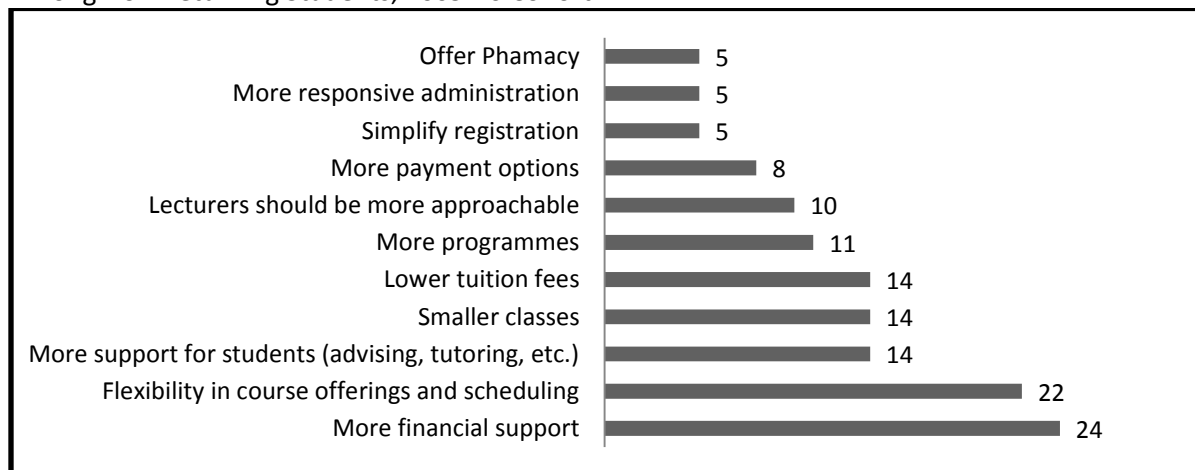 Offer Phamacy 5
More responsive administration 5
Simplify registration 5
More payment options 8
Lecturers should be more approachable 10
More programmes 11
Lower tuition fees 14
Smaller classes 14
More support for students (advising, tutoring, etc.) 14
Flexibility in course offerings and scheduling 22
More financial support 24